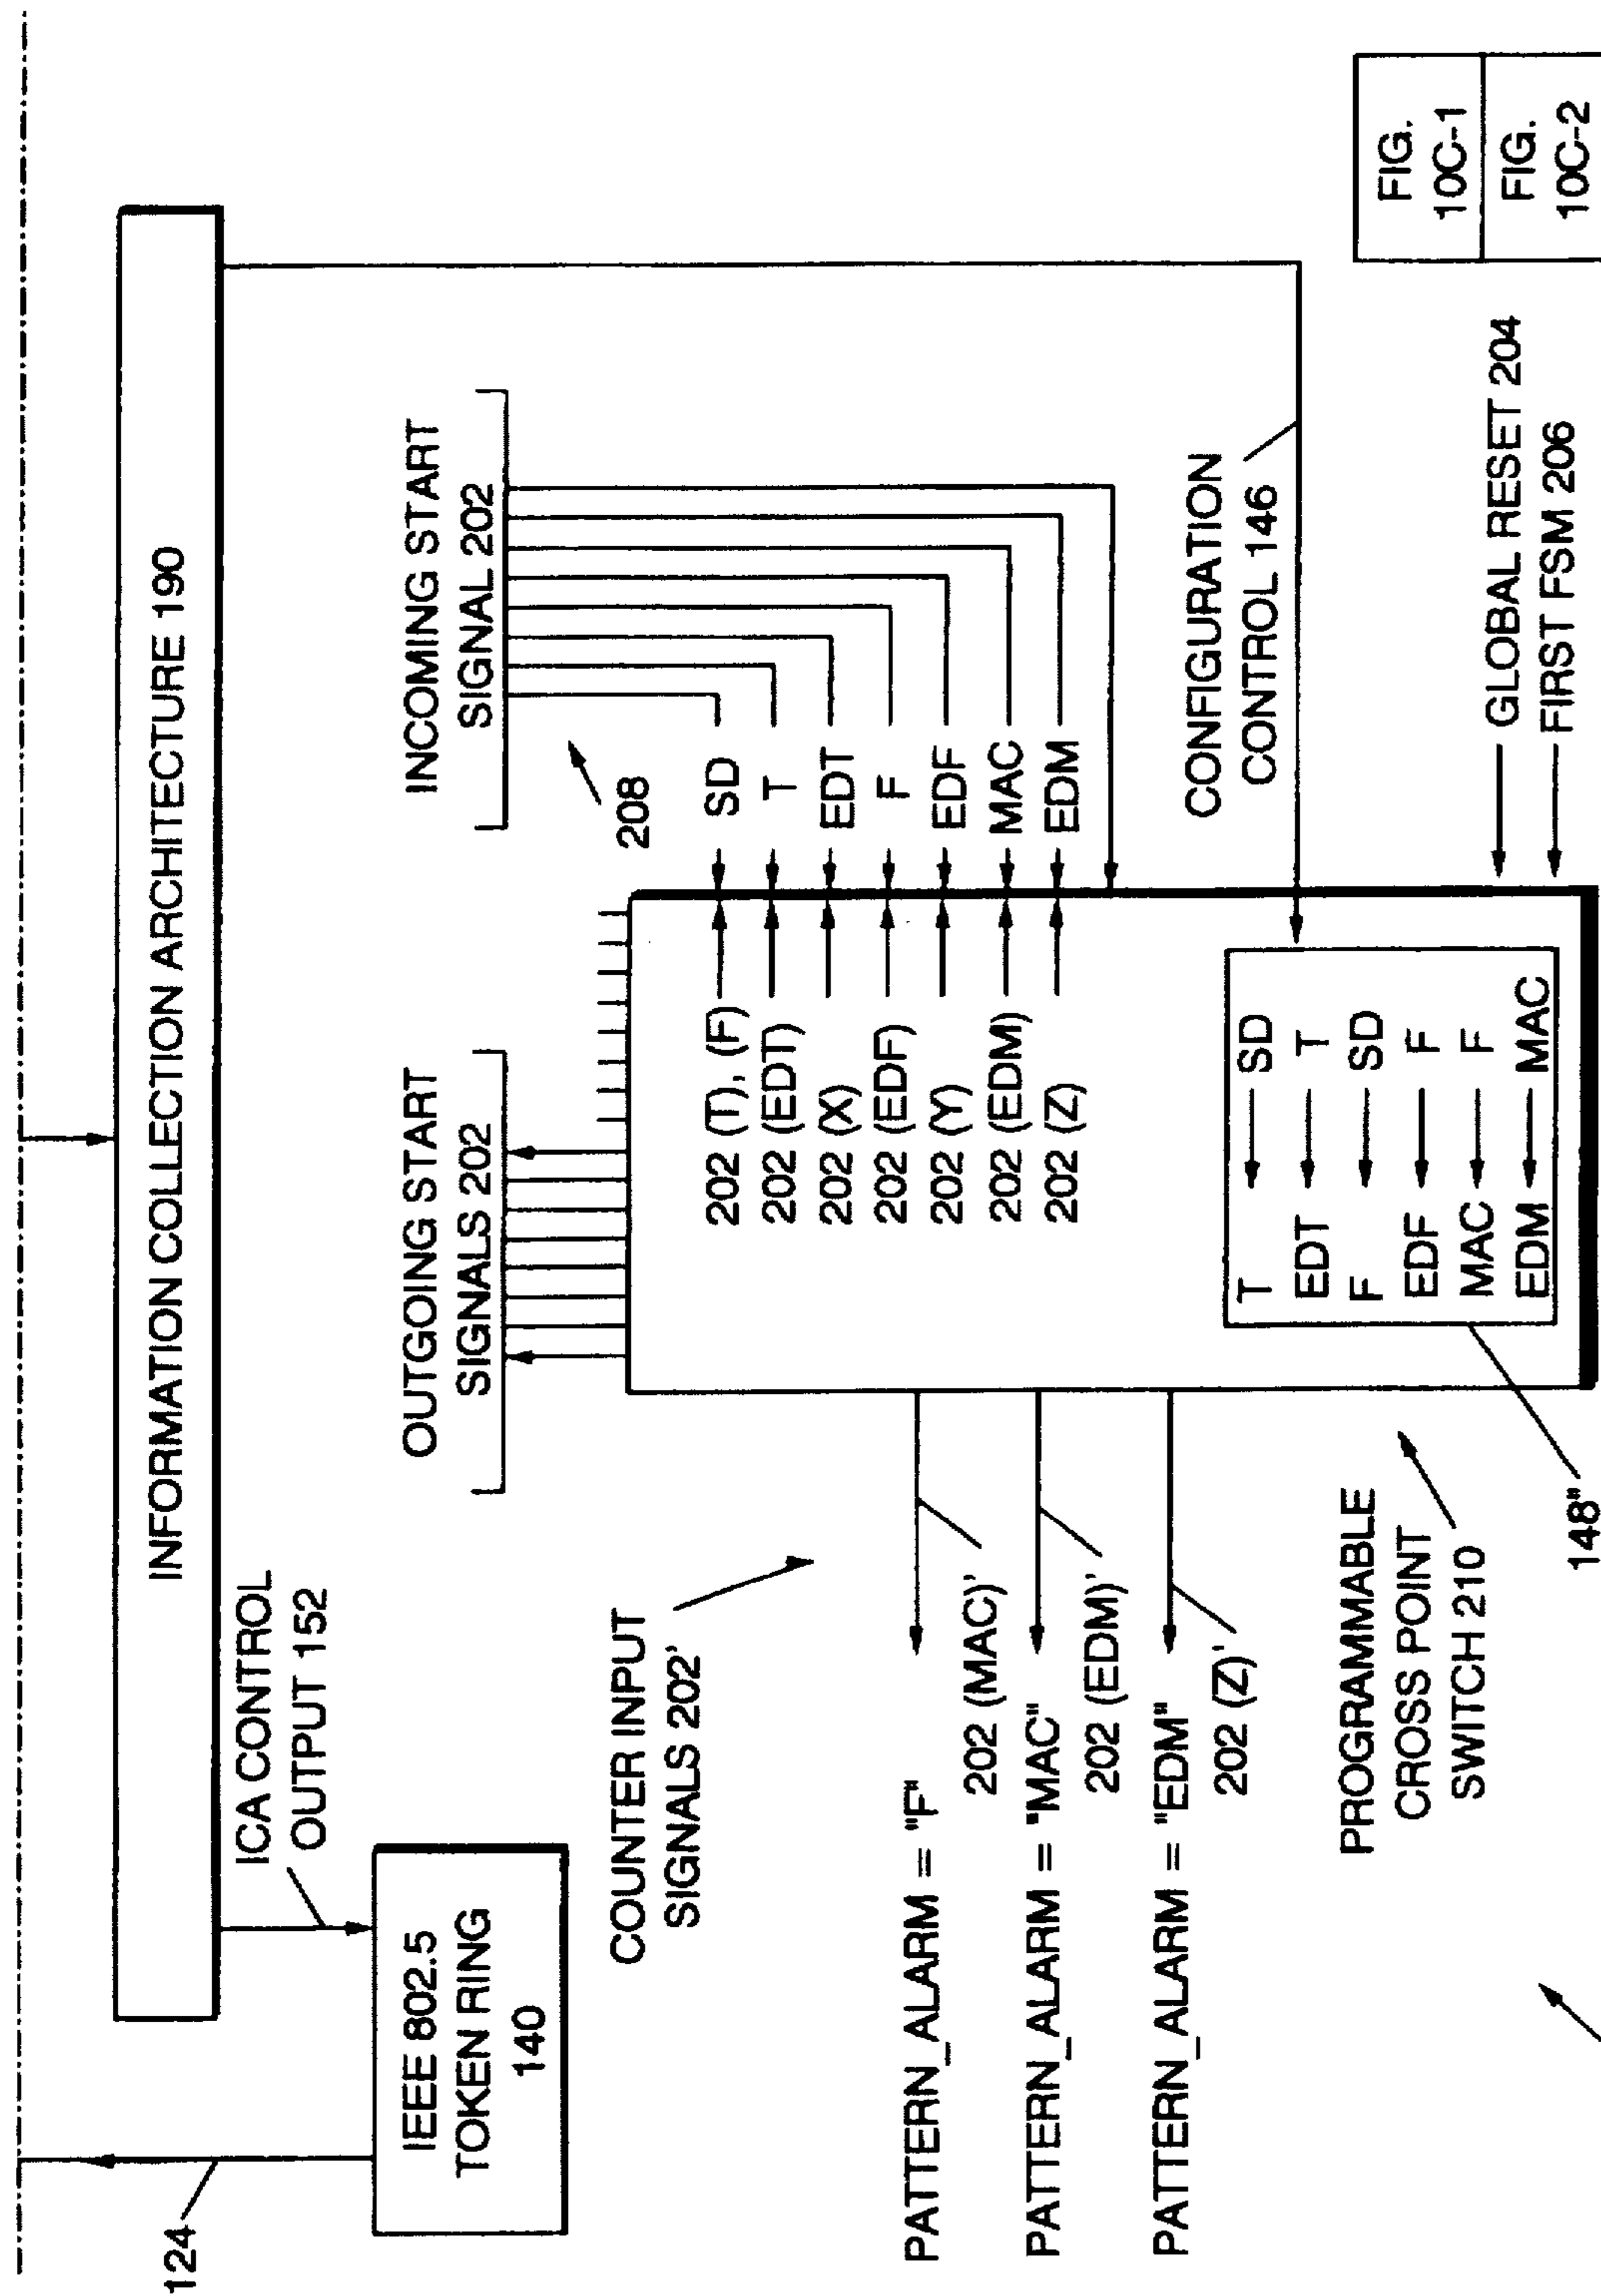 124
INFORMATION COLLECTION ARCHITECTURE 190
ICA CONTROL
OUTPUT 152
IEEE 802.5
TOKEN RING
140
OUTGOING START
SIGNALS 202
INCOMING START
SIGNAL 202
208
COUNTER INPUT
SIGNALS 202'
SD
T
EDT
F
EDF
MAC
EDM
202 (T), (F)
202 (EDT)
202 (X)
202 (EDF)
202 (Y)
202 (EDM)
202 (Z)
PATTERN_ALARM = "F"
202 (MAC)'
PATTERN_ALARM = "MAC"
202 (EDM)'
PATTERN_ALARM = "EDM"
202 (Z)'
CONFIGURATION
CONTROL 146
T SD
EDT T
F SD
EDF F
MAC F
EDM MAC
PROGRAMMABLE
CROSS POINT
SWITCH 210
148"
GLOBAL RESET 204
FIRST FSM 206
FIG.
10C-1
FIG.
10C-2